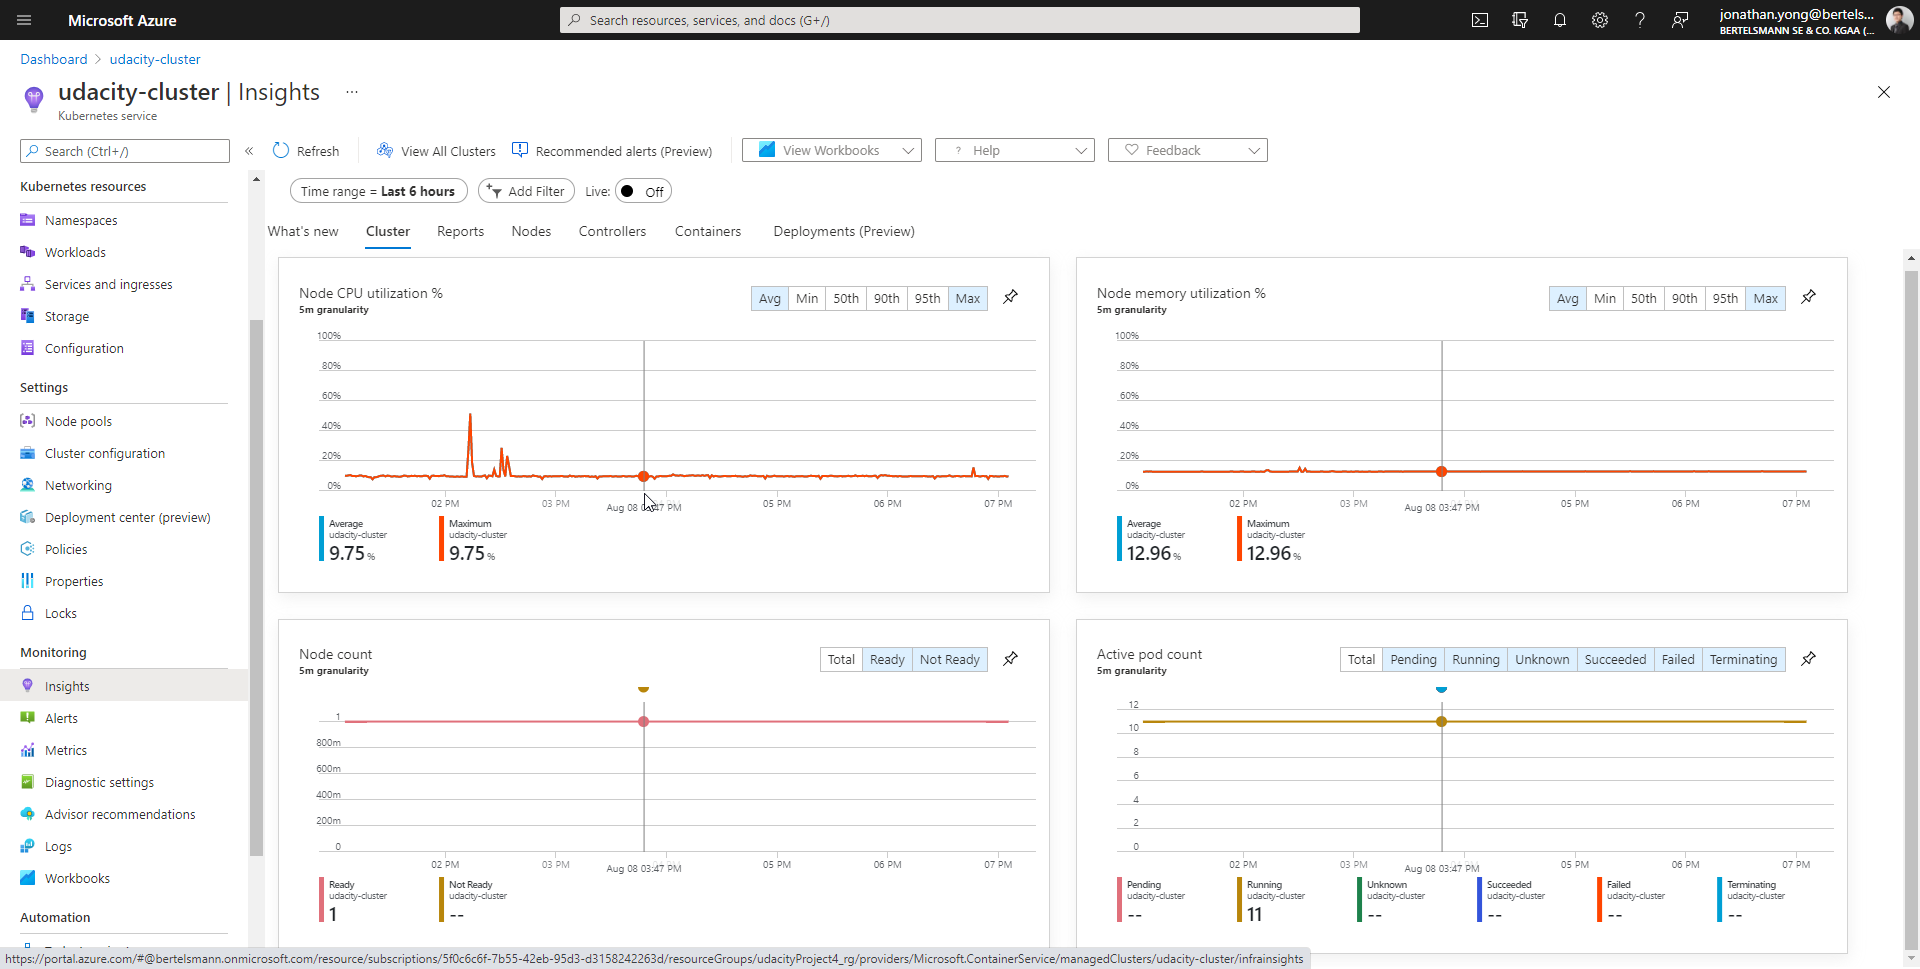 Microsoft Azure
Search resources, services, and docs (G+/)
jonathan.yong@bertels...
BERTELSMANN SE & CO. KGAA (...
Dashboard > udacity-cluster
udacity-cluster | Insights ...
Kubernetes service
Search (Ctrl+/)
«
Refresh
View All Clusters
Recommended alerts (Preview)
View Workbooks
? Help
Feedback
Time range = Last 6 hours
Add Filter
Live: Off
What's new
Cluster
Reports
Nodes
Controllers
Containers
Deployments (Preview)
Kubernetes resources
Namespaces
Workloads
Services and ingresses
Storage
Configuration
Settings
Node pools
Cluster configuration
Networking
Deployment center (preview)
Policies
Properties
Locks
Monitoring
Insights
Alerts
Metrics
Diagnostic settings
Advisor recommendations
Logs
Workbooks
Automation
Node CPU utilization %
5m granularity
Avg Min 50th 90th 95th Max
100%
80%
60%
40%
20%
0%
02 PM 03 PM Aug 08 03:47 PM 05 PM 06 PM 07 PM
Average
udacity-cluster
9.75 %
Maximum
udacity-cluster
9.75 %
Node memory utilization %
5m granularity
Avg Min 50th 90th 95th Max
100%
80%
60%
40%
20%
0%
02 PM 03 PM Aug 08 03:47 PM 05 PM 06 PM 07 PM
Average
udacity-cluster
12.96 %
Maximum
udacity-cluster
12.96 %
Node count
5m granularity
Total Ready Not Ready
1
800m
600m
400m
200m
0
02 PM 03 PM Aug 08 03:47 PM 05 PM 06 PM 07 PM
Ready
udacity-cluster
1
Not Ready
udacity-cluster
--
Active pod count
5m granularity
Total Pending Running Unknown Succeeded Failed Terminating
12
10
8
6
4
2
0
02 PM 03 PM Aug 08 03:47 PM 05 PM 06 PM 07 PM
Pending
udacity-cluster
--
Running
udacity-cluster
11
Unknown
udacity-cluster
--
Succeeded
udacity-cluster
--
Failed
udacity-cluster
--
Terminating
udacity-cluster
--
https://portal.azure.com/#@bertelsmann.onmicrosoft.com/resource/subscriptions/5f0c6c6f-7b55-42eb-95d3-d3158242263d/resourceGroups/udacityProject4_rg/providers/Microsoft.ContainerService/managedClusters/udacity-cluster/infrainsights